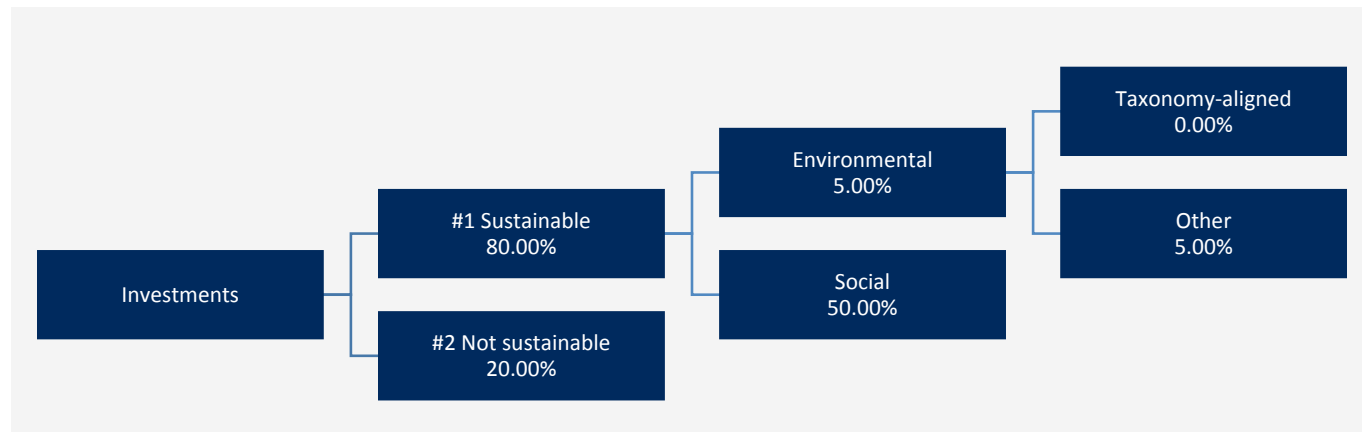 Investments
#1 Sustainable
80.00%
#2 Not sustainable
20.00%
Environmental
5.00%
Social
50.00%
Taxonomy-aligned
0.00%
Other
5.00%